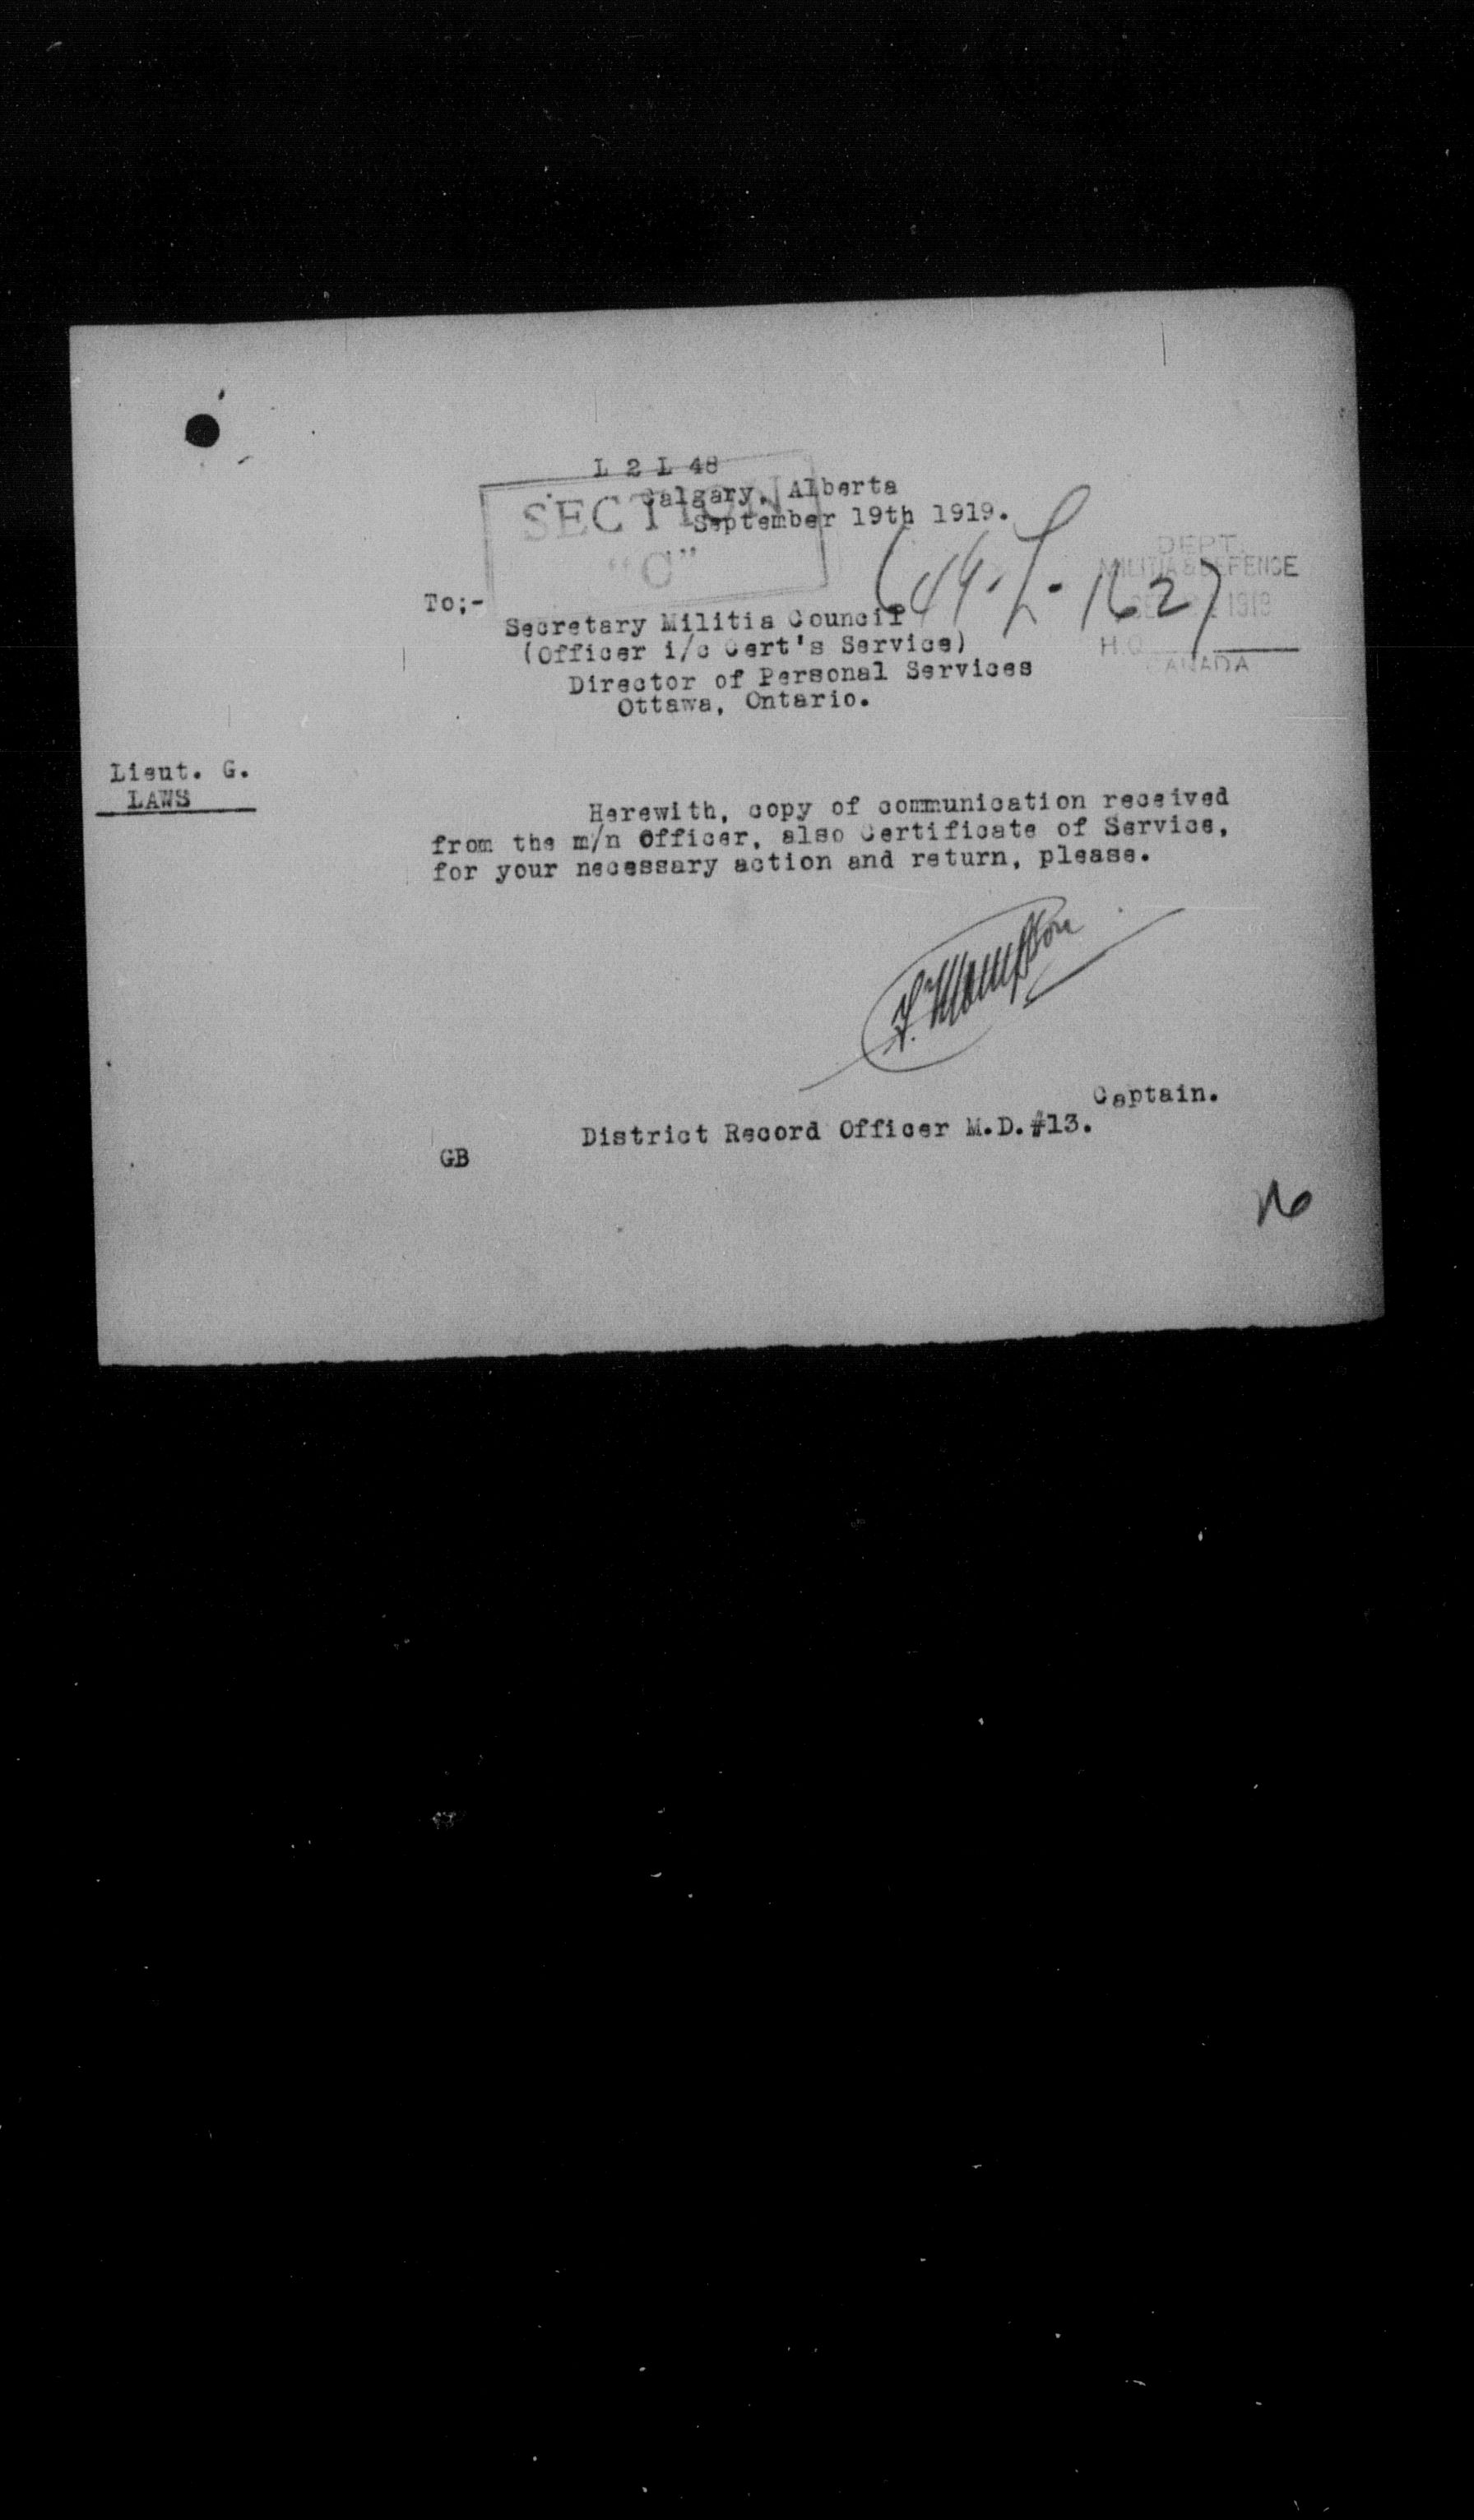 L 2 L 48
Calgary, Alberta
September 19th 1919.
SECTION
"C"
DEPT.
MILITIA & DEFENCE
1919
H.Q.
CANADA
To;-
Secretary Militia Council
(Officer i/c Cert's Service)
Director of Personal Services
Ottawa, Ontario.
Lieut. G.
LAWS
Herewith, copy of communication received
from the m/n Officer, also Certificate of Service,
for your necessary action and return, please.
Captain.
District Record Officer M.D.#13.
GB